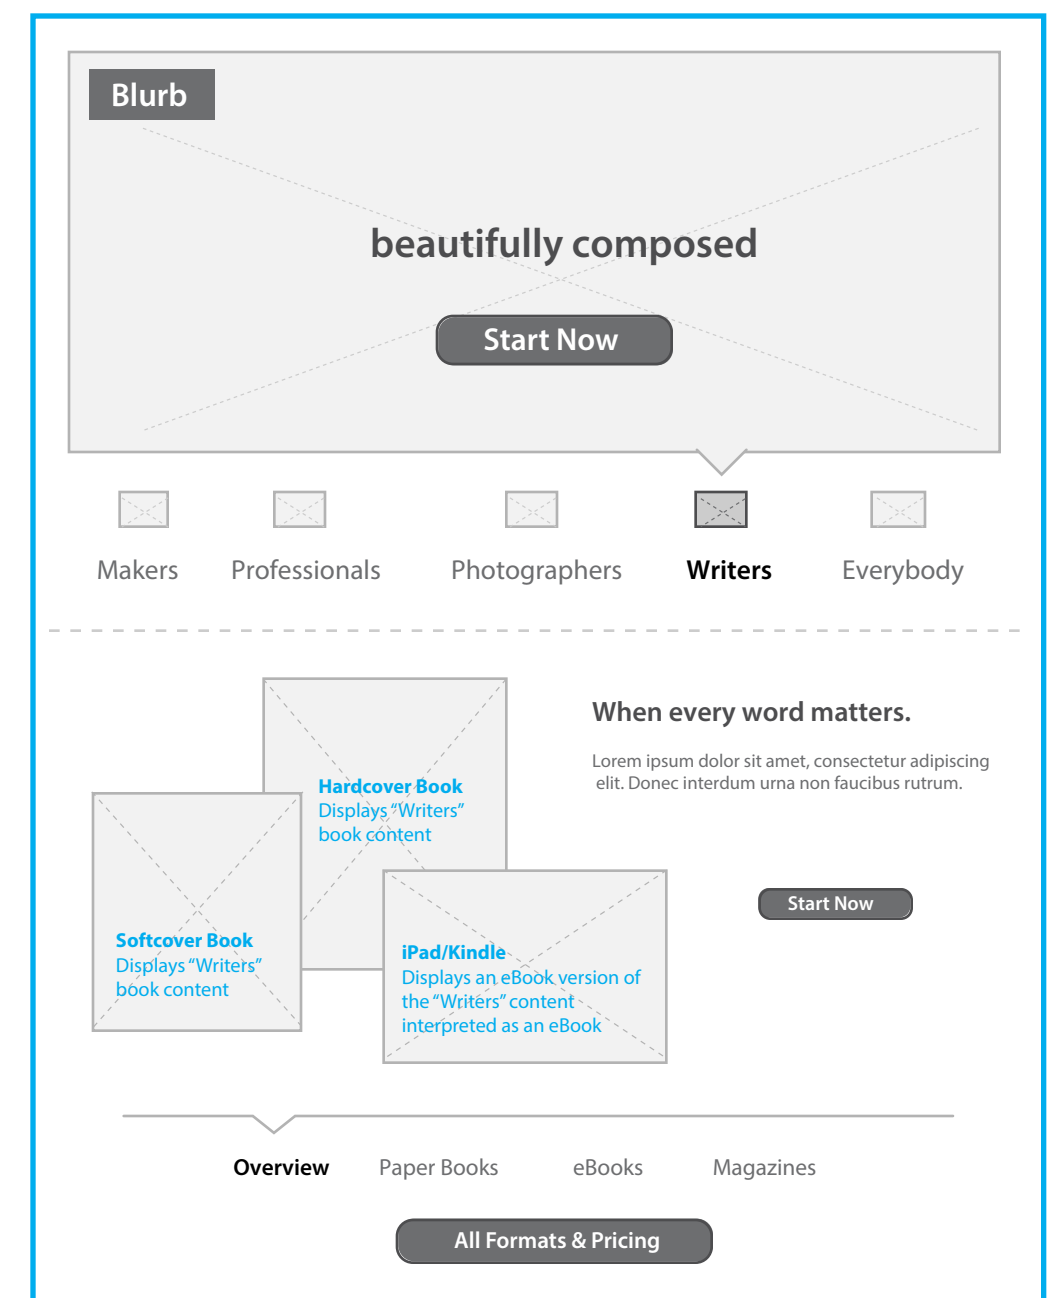 Blurb
beautifully composed
Start Now
Makers
Professionals
Photographers
Writers
Everybody
When every word matters.
Lorem ipsum dolor sit amet, consectetur adipiscing
elit. Donec interdum urna non faucibus rutrum.
Hardcover Book
Displays “Writers”
book content
Softcover Book
Displays “Writers”
book content
iPad/Kindle
Displays an eBook version of
the “Writers” content
interpreted as an eBook
Start Now
Overview
Paper Books
eBooks
Magazines
All Formats & Pricing